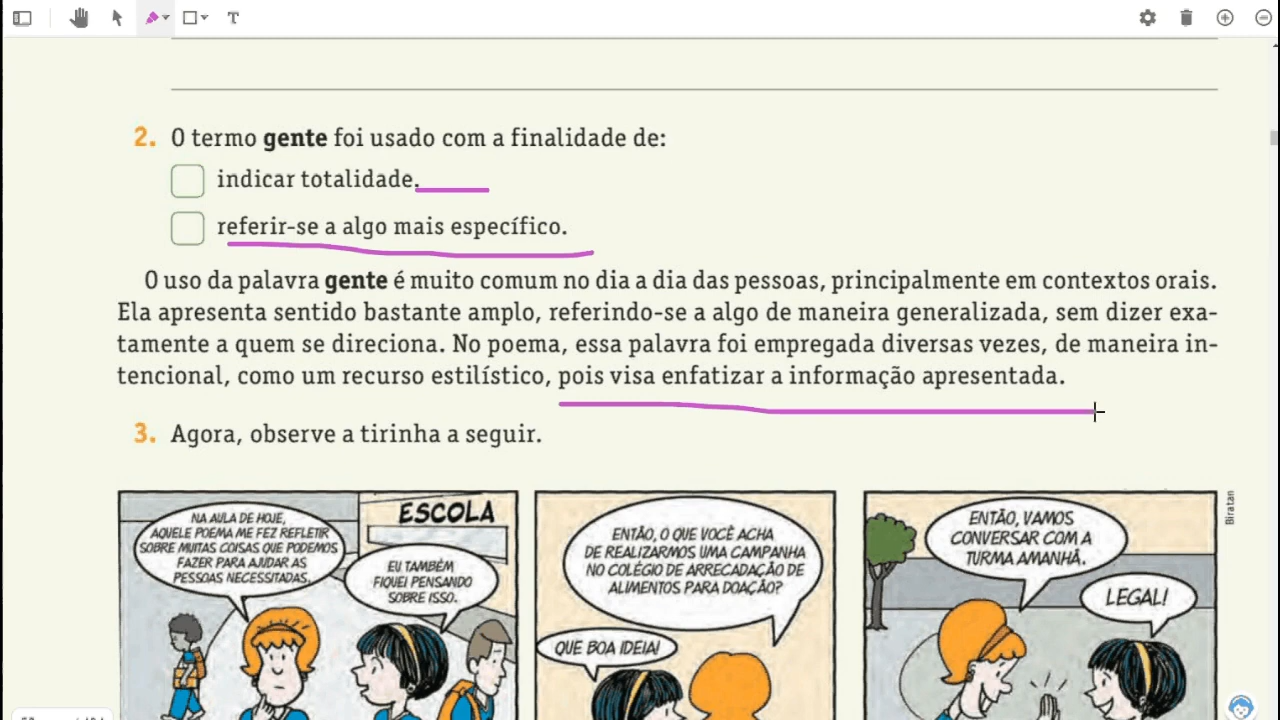 T
2. O termo gente foi usado com a finalidade de:
indicar totalidade.
referir-se a algo mais específico.
O uso da palavra gente é muito comum no dia a dia das pessoas, principalmente em contextos orais.
Ela apresenta sentido bastante amplo, referindo-se a algo de maneira generalizada, sem dizer exa-
tamente a quem se direciona. No poema, essa palavra foi empregada diversas vezes, de maneira in-
tencional, como um recurso estilístico, pois visa enfatizar a informação apresentada.
3. Agora, observe a tirinha a seguir.
NA AULA DE HOJE,
AQUELE POEMA ME FEZ REFLETIR
SOBRE MUITAS COISAS QUE PODEMOS
FAZER PARA AJUDAR AS
PESSOAS NECESSITADAS.
ESCOLA
EU TAMBÉM
FIQUEI PENSANDO
SOBRE ISSO.
ENTÃO, O QUE VOCÊ ACHA
DE REALIZARMOS UMA CAMPANHA
NO COLÉGIO DE ARRECADAÇÃO DE
ALIMENTOS PARA DOAÇÃO?
QUE BOA IDEIA!
ENTÃO, VAMOS
CONVERSAR COM A
TURMA AMANHÃ.
LEGAL!
Biratan